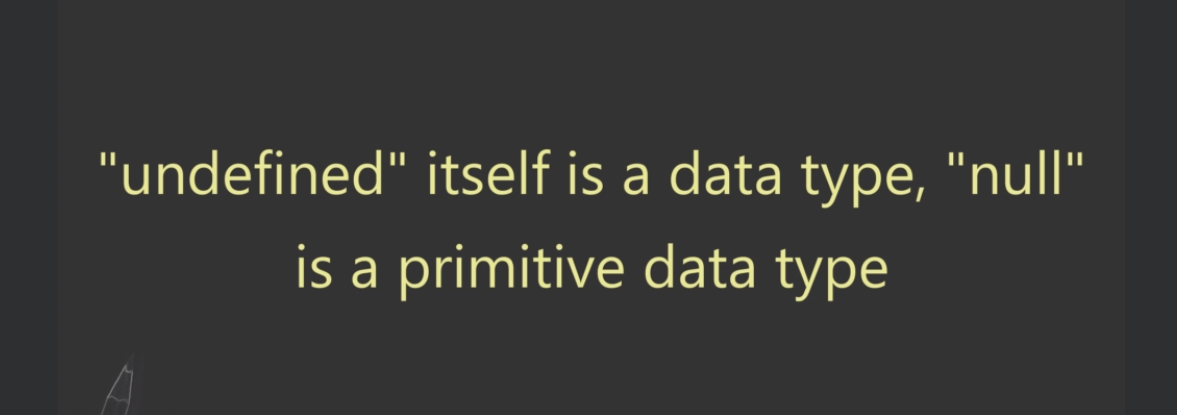 "undefined" itself is a data type, "null"
is a primitive data type